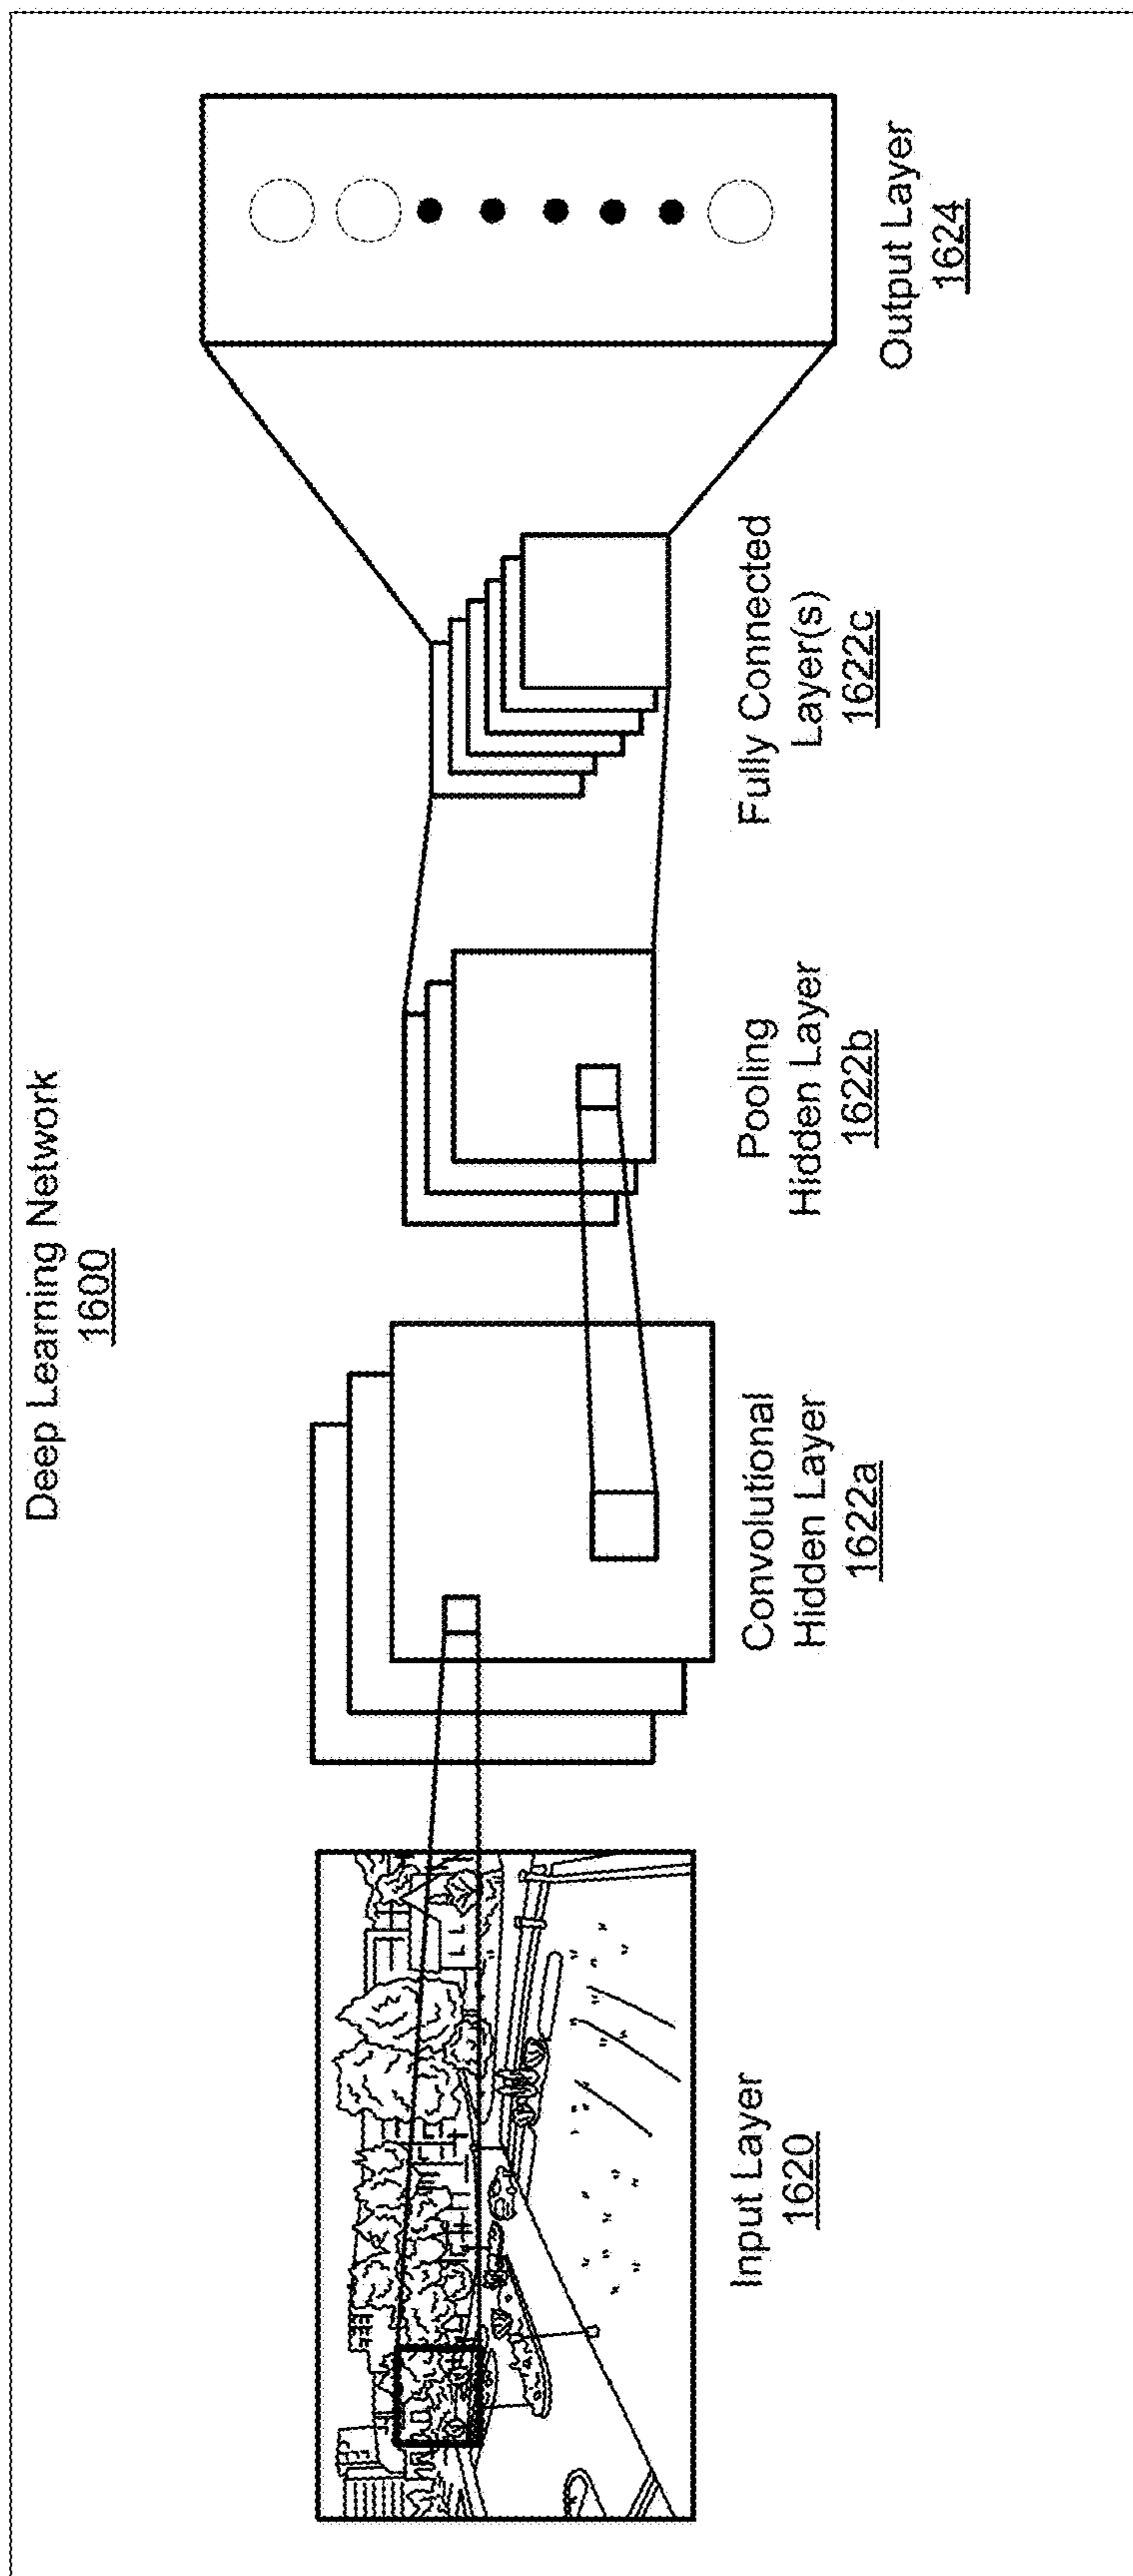 Deep Learning Network
1600
Input Layer
1620
Convolutional
Hidden Layer
1622a
Pooling
Hidden Layer
1622b
Fully Connected
Layer(s)
1622c
Output Layer
1624